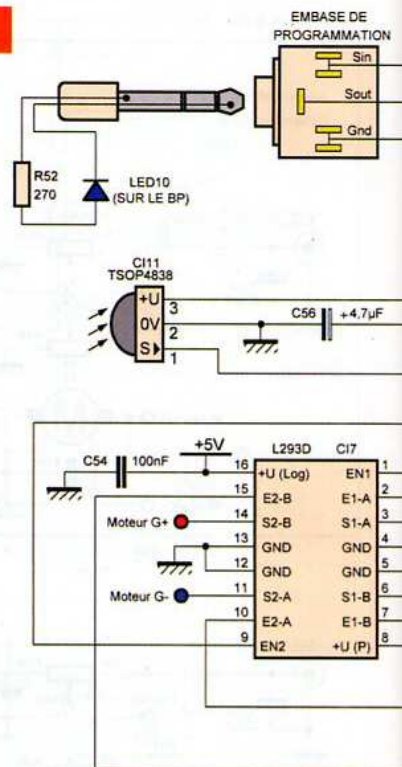 EMBASE DE
PROGRAMMATION
Sin
Sout
Gnd
R52
270
LED10
(SUR LE BP)
CI11
TSOP4838
+U
3
0V
2
S
1
C56
+4,7µF
+5V
C54
100nF
L293D CI7
16 +U (Log) EN1 1
15 E2-B E1-A 2
Moteur G+ 14 S2-B S1-A 3
13 GND GND 4
12 GND GND 5
Moteur G- 11 S2-A S1-B 6
10 E2-A E1-B 7
9 EN2 +U (P) 8